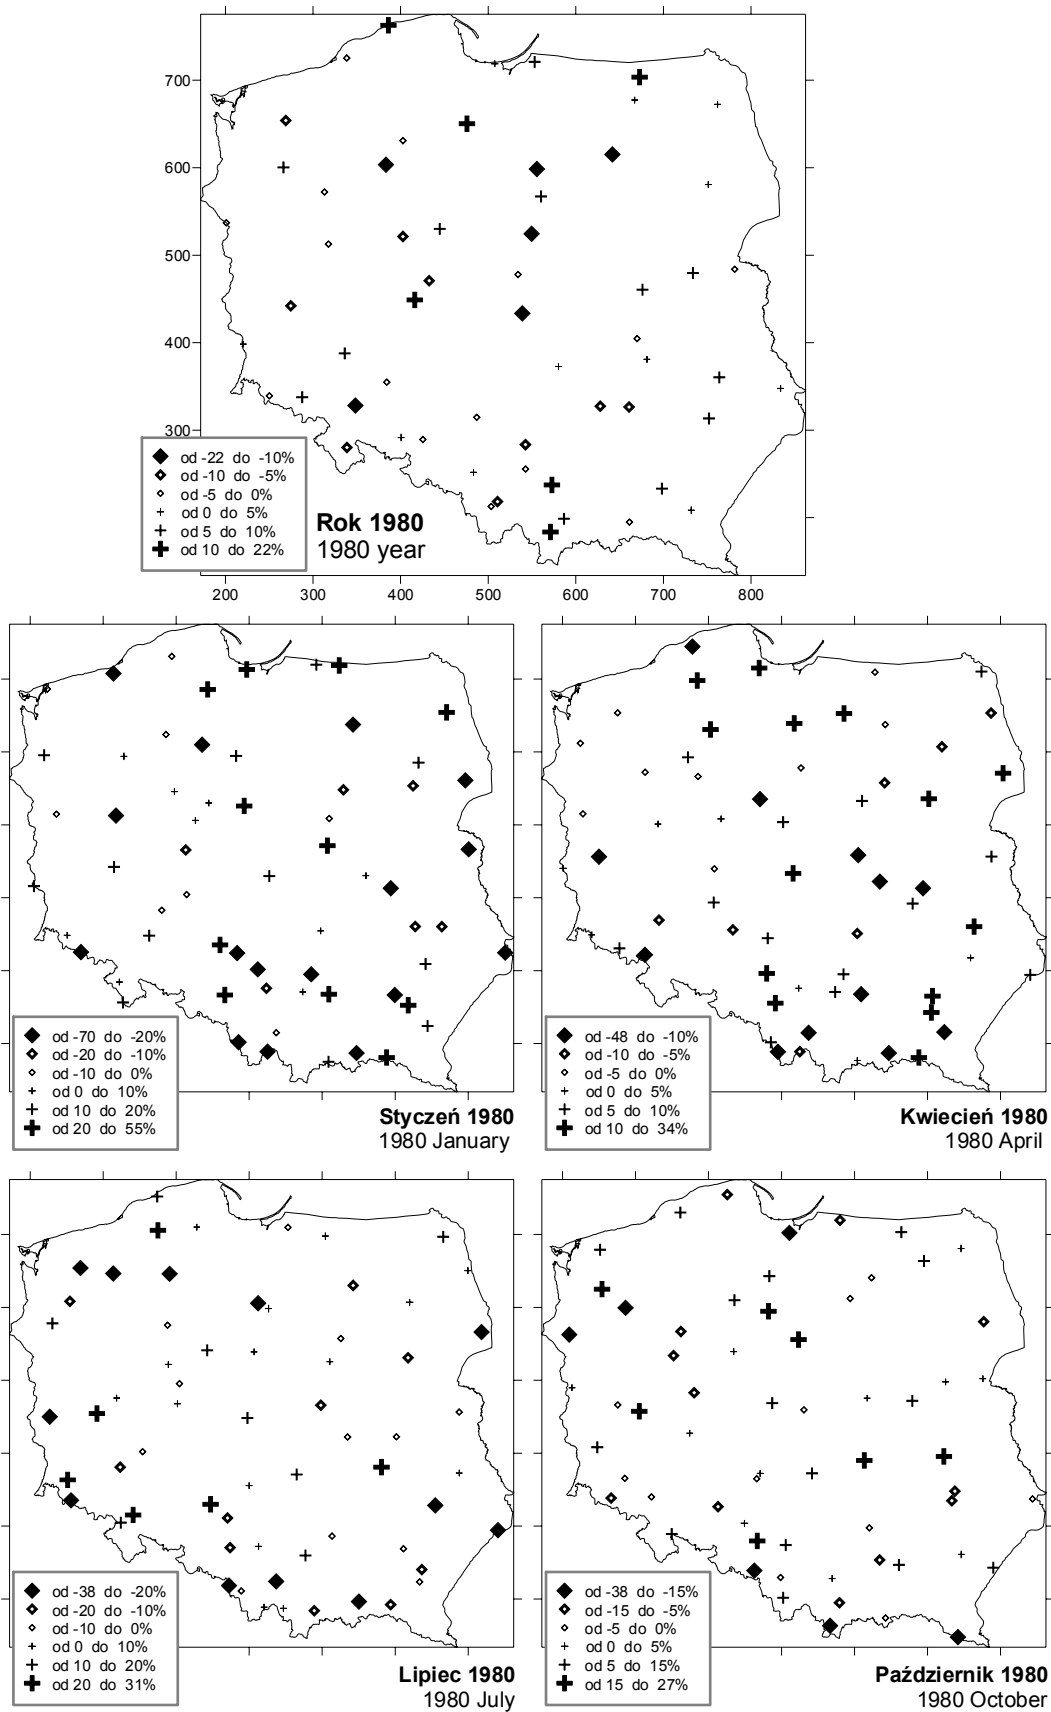 700
600
500
400
300
od -22 do -10%
od -10 do -5%
od -5 do 0%
od 0 do 5%
od 5 do 10%
od 10 do 22%
Rok 1980
1980 year
200 300 400 500 600 700 800
od -70 do -20%
od -20 do -10%
od -10 do 0%
od 0 do 10%
od 10 do 20%
od 20 do 55%
Styczeń 1980
1980 January
od -48 do -10%
od -10 do -5%
od -5 do 0%
od 0 do 5%
od 5 do 10%
od 10 do 34%
Kwiecień 1980
1980 April
od -38 do -20%
od -20 do -10%
od -10 do 0%
od 0 do 10%
od 10 do 20%
od 20 do 31%
Lipiec 1980
1980 July
od -38 do -15%
od -15 do -5%
od -5 do 0%
od 0 do 5%
od 5 do 15%
od 15 do 27%
Październik 1980
1980 October